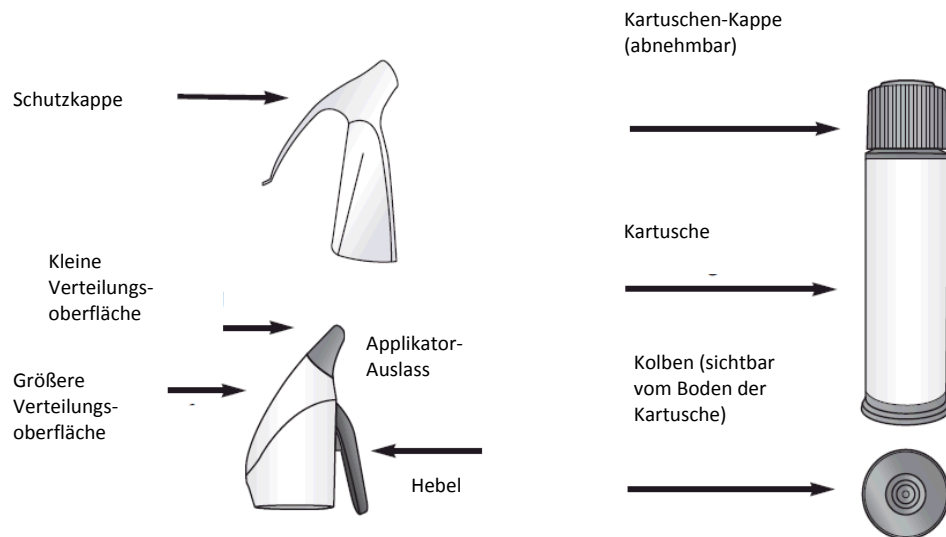 Schutzkappe
Kleine
Verteilungs-
oberfläche
Größere
Verteilungs-
oberfläche
Applikator-
Auslass
Hebel
Kartuschen-Kappe
(abnehmbar)
Kartusche
Kolben (sichtbar
vom Boden der
Kartusche)